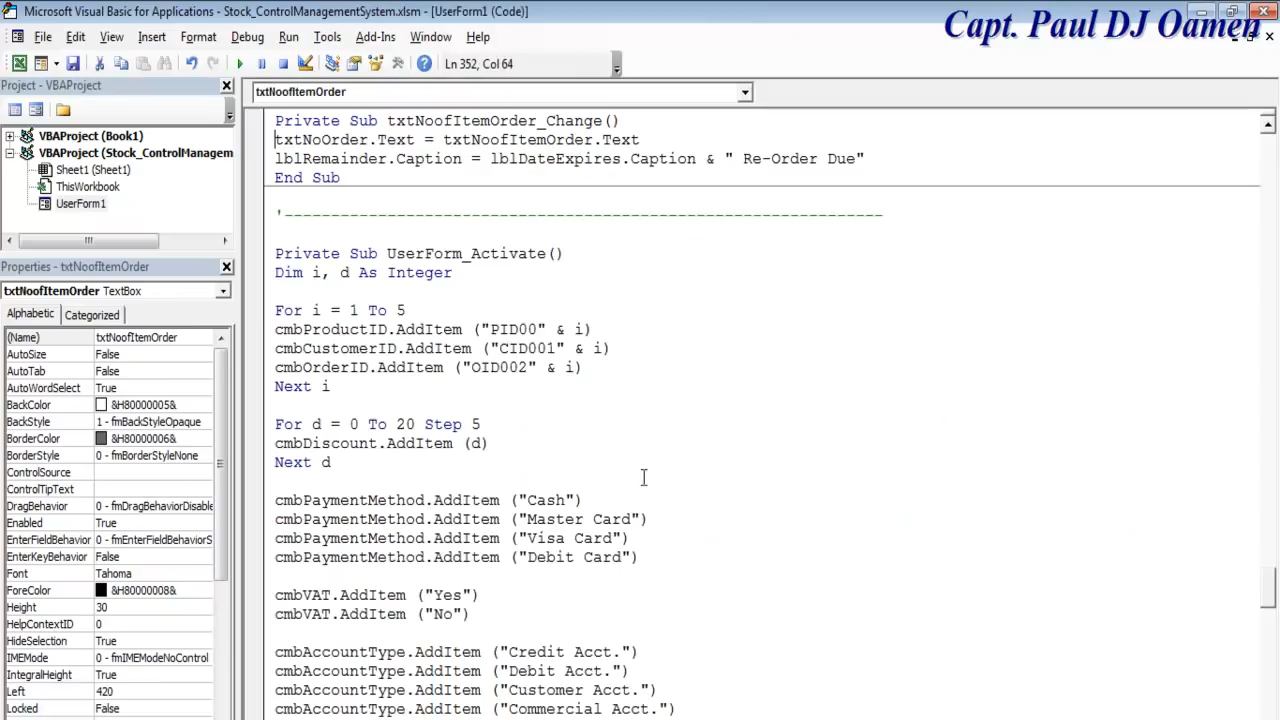 Microsoft Visual Basic for Applications - Stock_ControlManagementSystem.xlsm - [UserForm1 (Code)]
Capt. Paul DJ Oamen
File Edit View Insert Format Debug Run Tools Add-Ins Window Help
Ln 352, Col 64
Project - VBAProject
txtNoofItemOrder
VBAProject (Book1)
VBAProject (Stock_ControlManagem
Sheet1 (Sheet1)
ThisWorkbook
UserForm1
Properties - txtNoofItemOrder
txtNoofItemOrder TextBox
Alphabetic Categorized
(Name) txtNoofItemOrder
AutoSize False
AutoTab False
AutoWordSelect True
BackColor &H80000005&
BackStyle 1 - fmBackStyleOpaque
BorderColor &H80000006&
BorderStyle 0 - fmBorderStyleNone
ControlSource
ControlTipText
DragBehavior 0 - fmDragBehaviorDisable
Enabled True
EnterFieldBehavior 0 - fmEnterFieldBehaviorS
EnterKeyBehavior False
Font Tahoma
ForeColor &H80000008&
Height 30
HelpContextID 0
HideSelection True
IMEMode 0 - fmIMEModeNoControl
IntegralHeight True
Left 420
Locked False
Private Sub txtNoofItemOrder_Change()
txtNoOrder.Text = txtNoofItemOrder.Text
lblRemainder.Caption = lblDateExpires.Caption & " Re-Order Due"
End Sub
'-----------------------------------------------------------------
Private Sub UserForm_Activate()
Dim i, d As Integer
For i = 1 To 5
cmbProductID.AddItem ("PID00" & i)
cmbCustomerID.AddItem ("CID001" & i)
cmbOrderID.AddItem ("OID002" & i)
Next i
For d = 0 To 20 Step 5
cmbDiscount.AddItem (d)
Next d
cmbPaymentMethod.AddItem ("Cash")
cmbPaymentMethod.AddItem ("Master Card")
cmbPaymentMethod.AddItem ("Visa Card")
cmbPaymentMethod.AddItem ("Debit Card")
cmbVAT.AddItem ("Yes")
cmbVAT.AddItem ("No")
cmbAccountType.AddItem ("Credit Acct.")
cmbAccountType.AddItem ("Debit Acct.")
cmbAccountType.AddItem ("Customer Acct.")
cmbAccountType.AddItem ("Commercial Acct.")